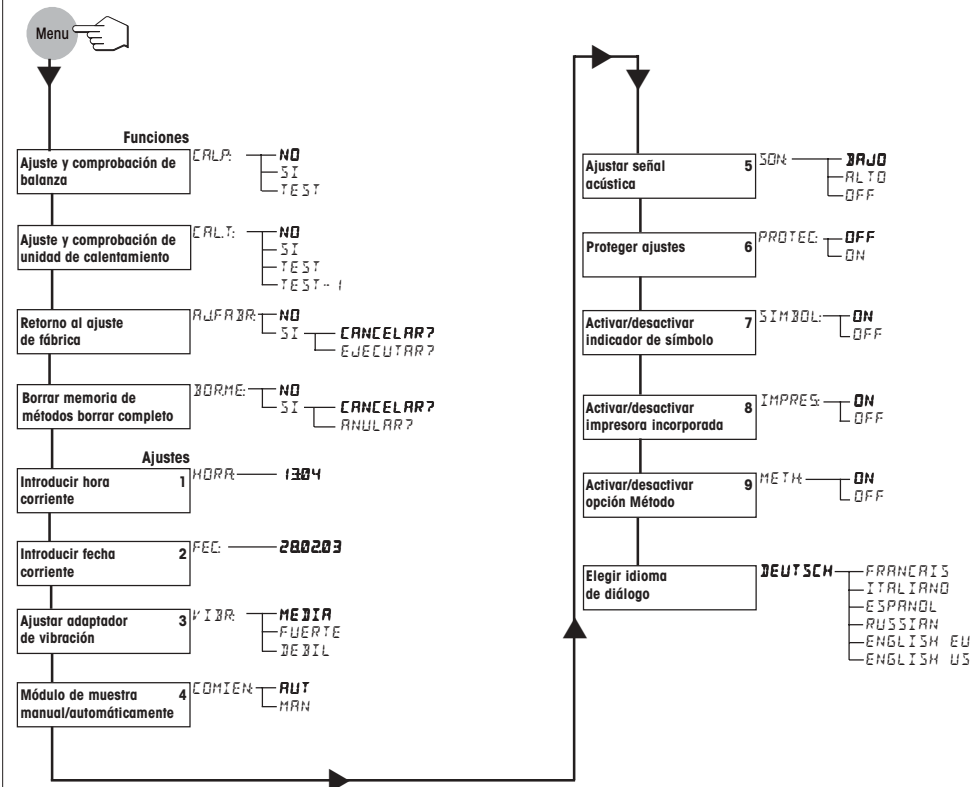 Menu
Funciones
Ajuste y comprobación de
balanza
CALP: NO
SI
TEST
Ajuste y comprobación de
unidad de calentamiento
CAL.T: NO
SI
TEST
TEST-1
Retorno al ajuste
de fábrica
AJ.FABR: NO
SI CANCELAR?
EJECUTAR?
Borrar memoria de
métodos borrar completo
BOR.ME: NO
SI CANCELAR?
ANULAR?
Ajustes
Introducir hora 1
corriente
HORA: 13:04
Introducir fecha 2
corriente
FEC: 28.02.03
Ajustar adaptador 3
de vibración
VIBR: MEDIA
FUERTE
DEBIL
Módulo de muestra 4
manual/automáticamente
COMIEN: AUT
MAN
Ajustar señal 5
acústica
SON: BAJO
ALTO
OFF
Proteger ajustes 6
PROTEC: OFF
ON
Activar/desactivar 7
indicador de símbolo
SIMBOL: ON
OFF
Activar/desactivar 8
impresora incorporada
IMPRES: ON
OFF
Activar/desactivar 9
opción Método
METH: ON
OFF
Elegir idioma
de diálogo
DEUTSCH FRANCAIS
ITALIANO
ESPANOL
RUSSIAN
ENGLISH EU
ENGLISH US